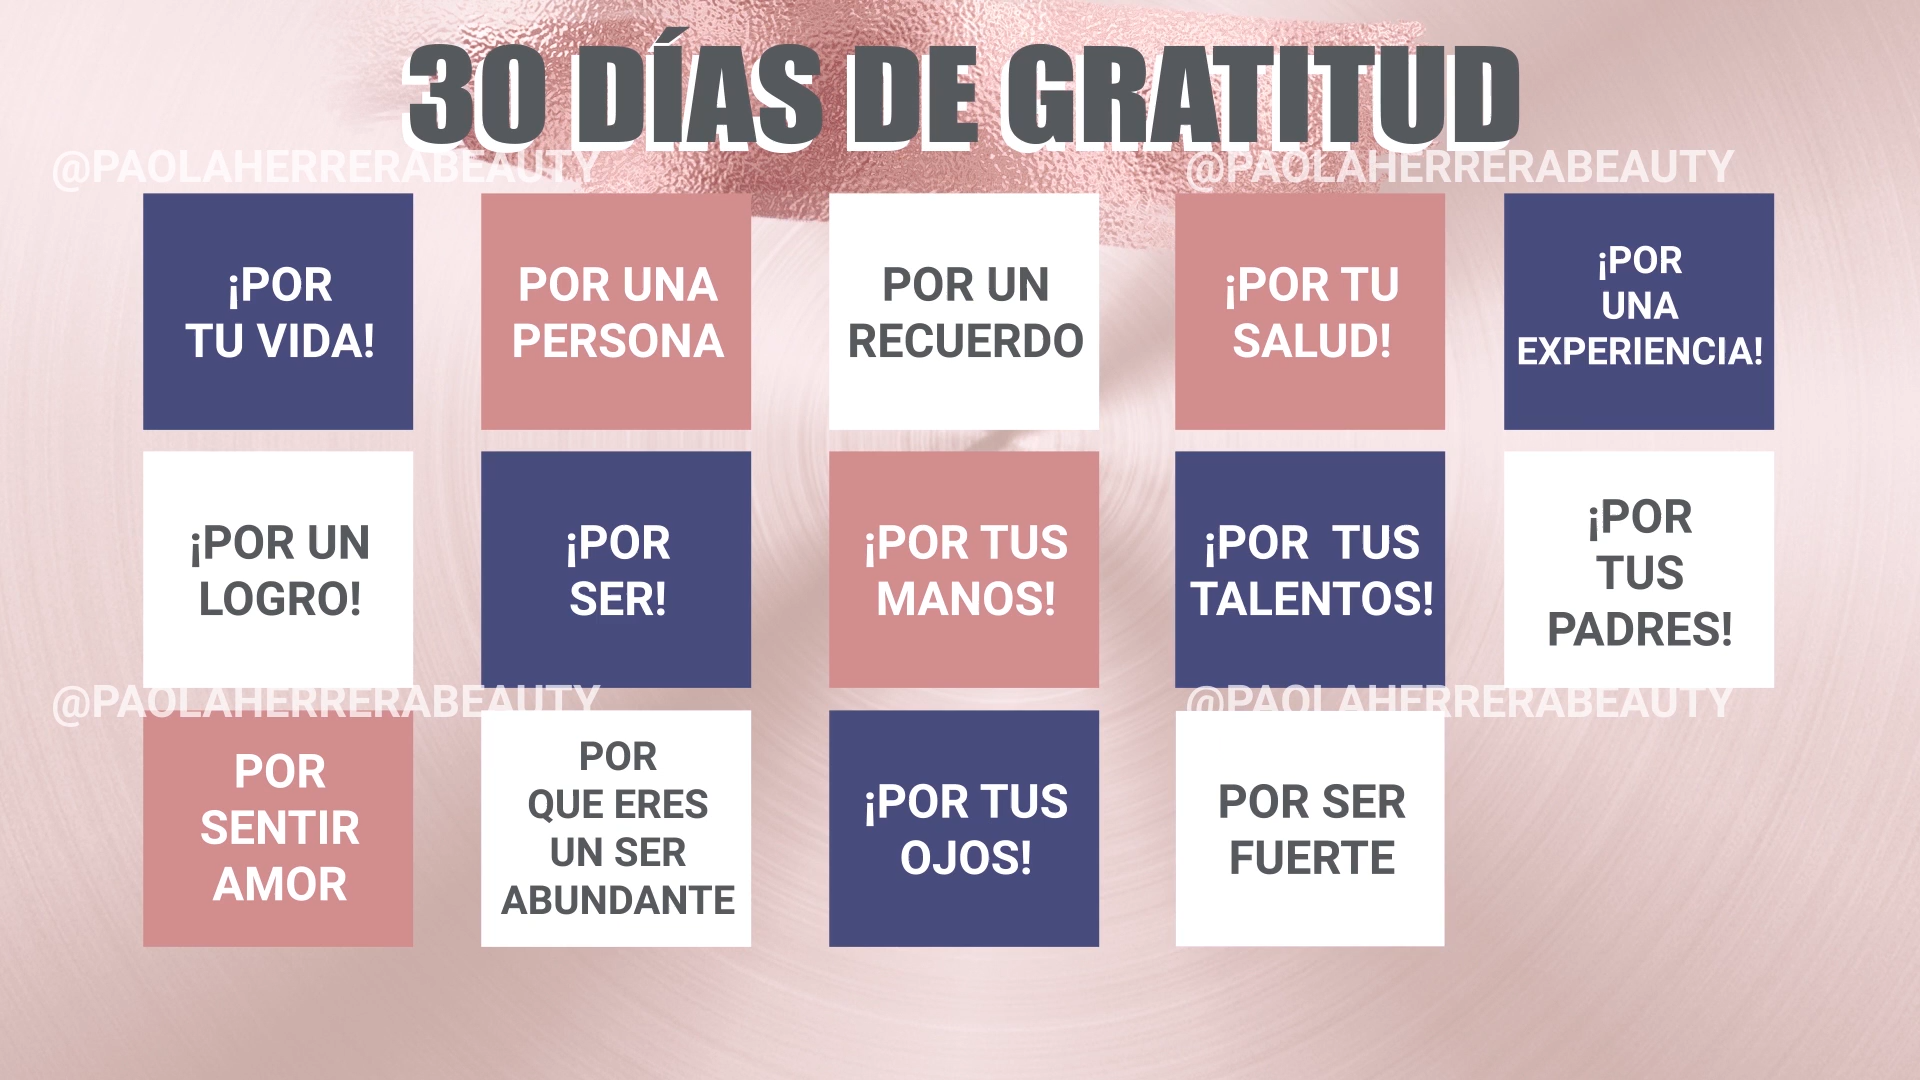 30 DÍAS DE GRATITUD
@PAOLAHERRERABEAUTY
@PAOLAHERRERABEAUTY
¡POR
TU VIDA!
POR UNA
PERSONA
POR UN
RECUERDO
¡POR TU
SALUD!
¡POR
UNA
EXPERIENCIA!
¡POR UN
LOGRO!
¡POR
SER!
¡POR TUS
MANOS!
¡POR  TUS
TALENTOS!
¡POR
TUS
PADRES!
@PAOLAHERRERABEAUTY
@PAOLAHERRERABEAUTY
POR
SENTIR
AMOR
POR
QUE ERES
UN SER
ABUNDANTE
¡POR TUS
OJOS!
POR SER
FUERTE